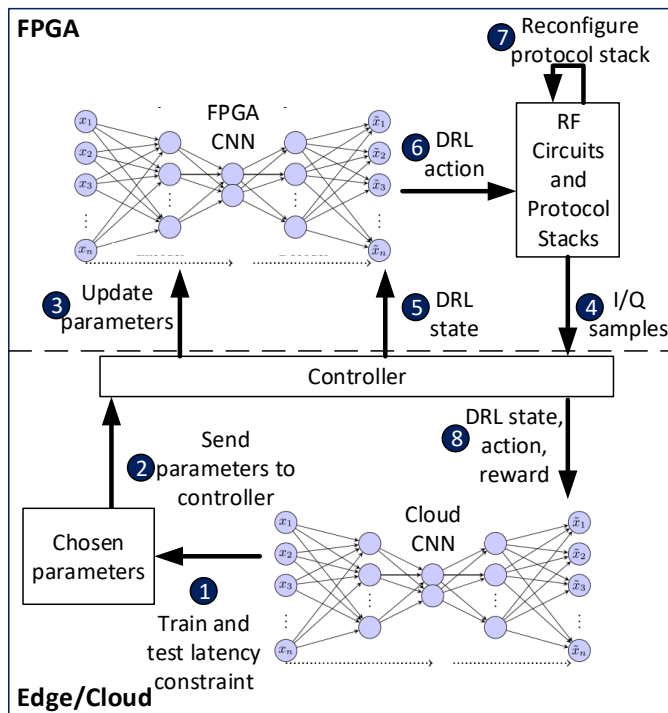 FPGA
7
Reconfigure
protocol stack
FPGA
CNN
x1
x2
x3
xn
x̃1
x̃2
x̃3
x̃n
6
DRL
action
RF
Circuits
and
Protocol
Stacks
3
Update
parameters
5
DRL
state
4
I/Q
samples
Controller
2
Send
parameters to
controller
8
DRL state,
action,
reward
Chosen
parameters
1
Train and
test latency
constraint
Cloud
CNN
x1
x2
x3
xn
x̃1
x̃2
x̃3
x̃n
Edge/Cloud